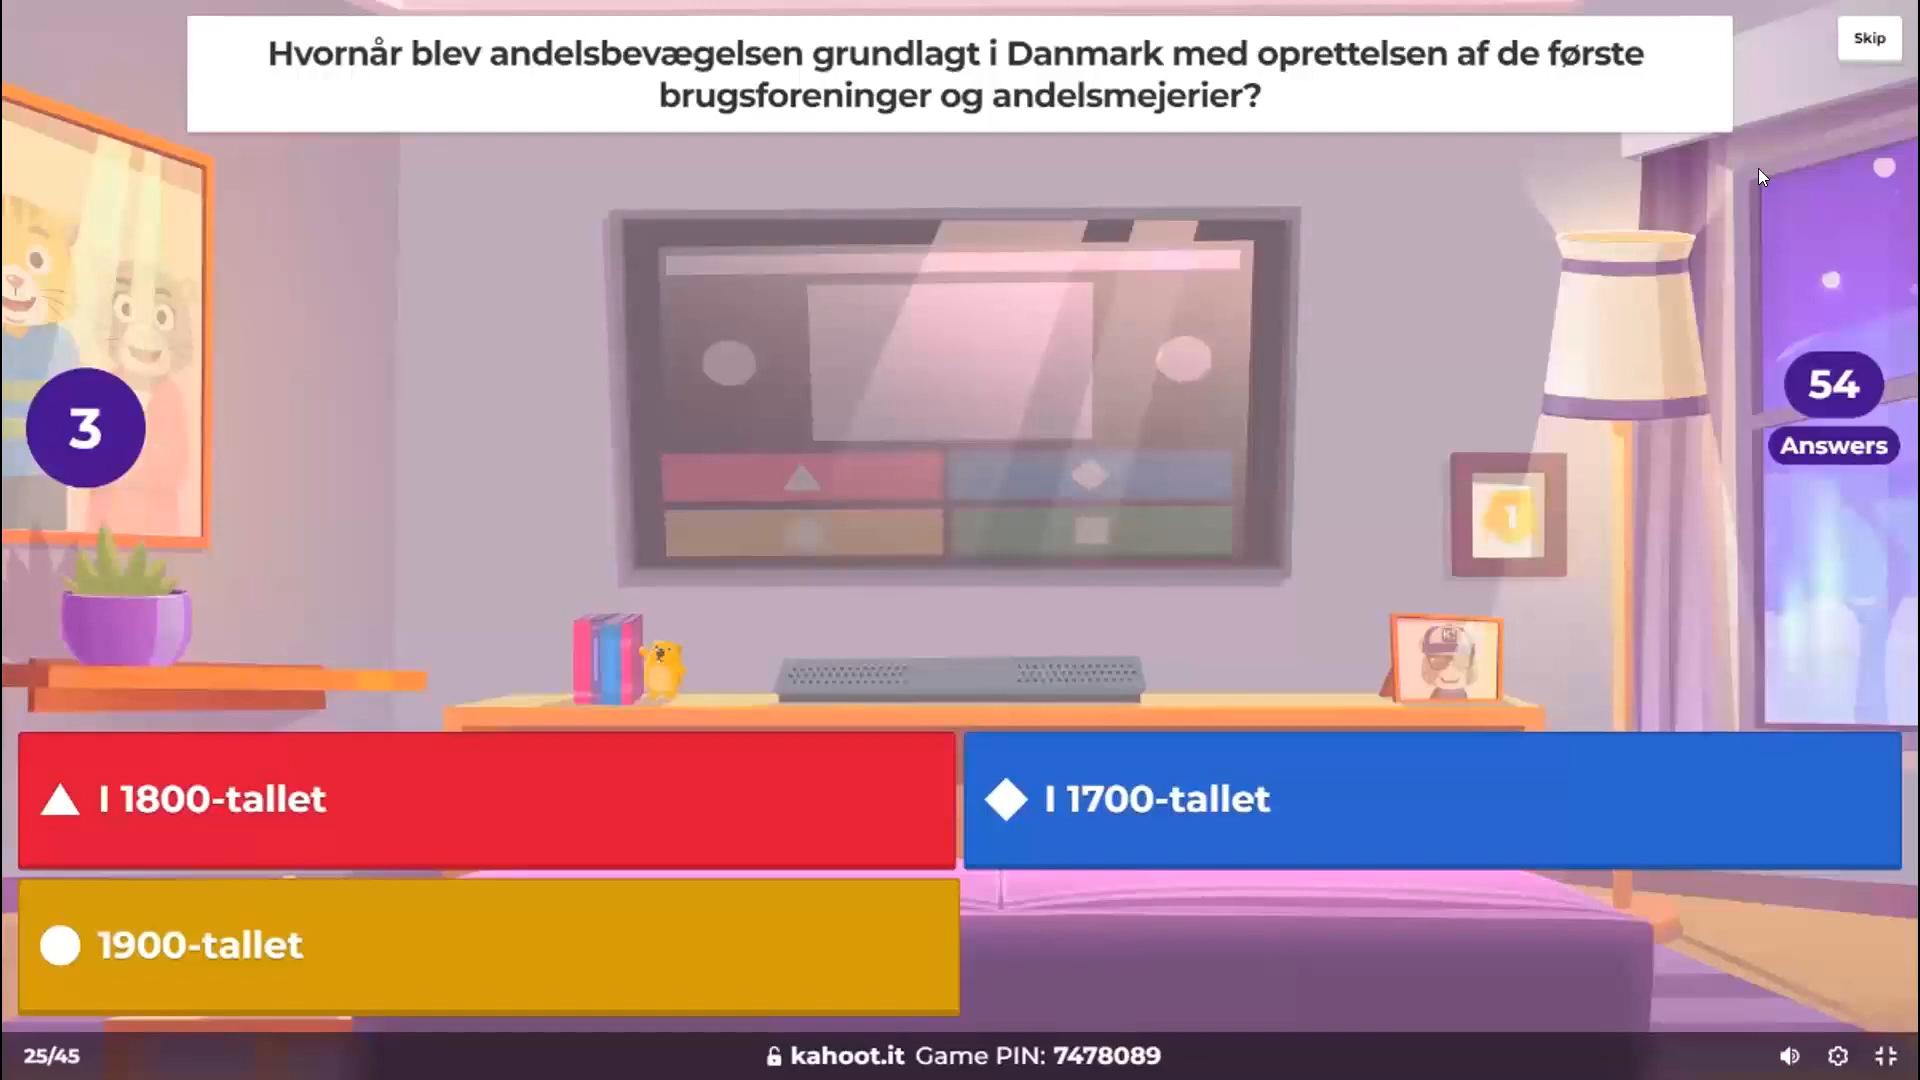 Hvornår blev andelsbevægelsen grundlagt i Danmark med oprettelsen af de første
brugsforeninger og andelsmejerier?
Skip
3
54
Answers
1
I 1800-tallet
I 1700-tallet
1900-tallet
25/45
kahoot.it Game PIN: 7478089